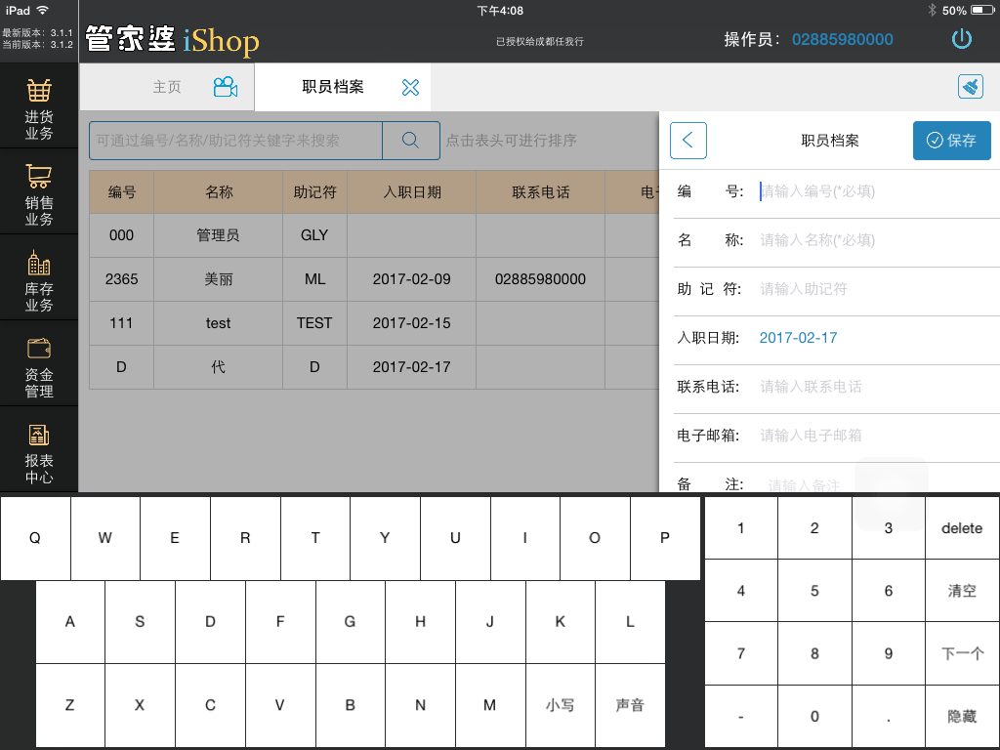 iPad 下午4:08 50%
最新版本: 3.1.1
当前版本: 3.1.2
管家婆 iShop
已授权给成都任我行
操作员: 02885980000
进货
业务
销售
业务
库存
业务
资金
管理
报表
中心
主页
职员档案
可通过编号/名称/助记符关键字来搜索
点击表头可进行排序
编号 名称 助记符 入职日期 联系电话 电子
000 管理员 GLY
2365 美丽 ML 2017-02-09 02885980000
111 test TEST 2017-02-15
D 代 D 2017-02-17
职员档案
保存
编 号: 请输入编号(*必填)
名 称: 请输入名称(*必填)
助 记 符: 请输入助记符
入职日期: 2017-02-17
联系电话: 请输入联系电话
电子邮箱: 请输入电子邮箱
备 注: 请输入备注
Q W E R T Y U I O P
A S D F G H J K L
Z X C V B N M 小写 声音
1 2 3 delete
4 5 6 清空
7 8 9 下一个
- 0 . 隐藏